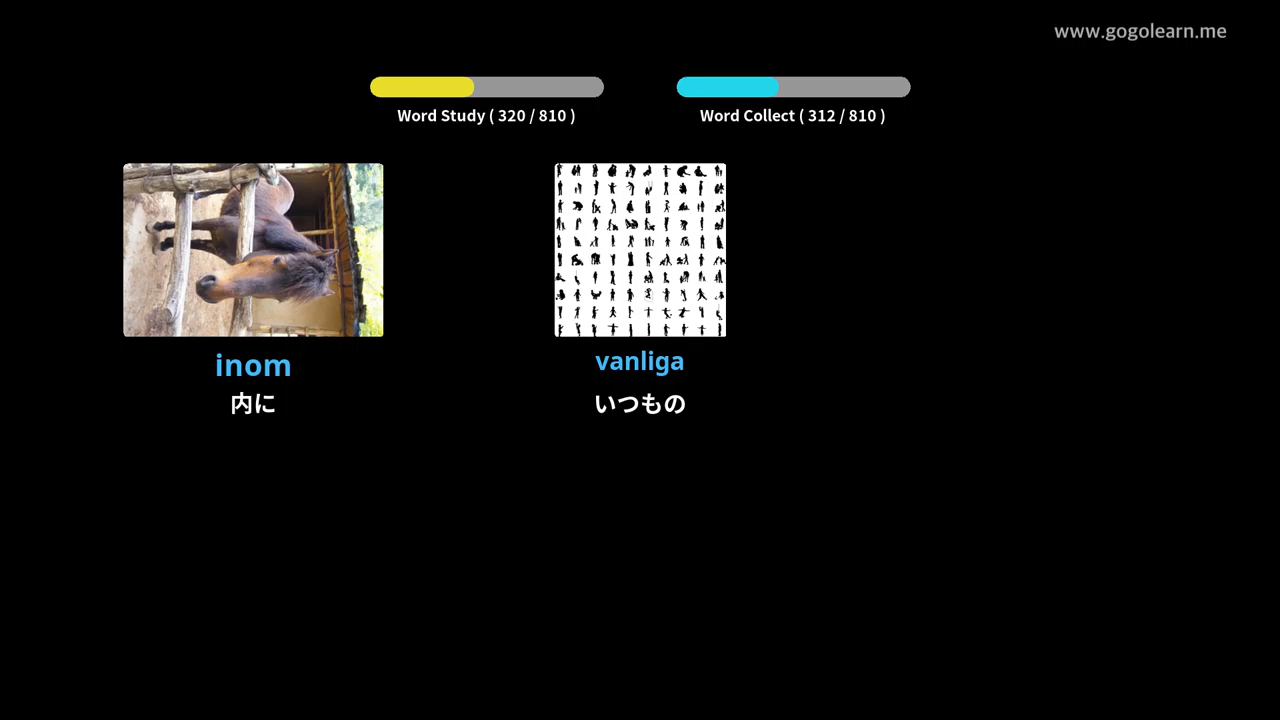 www.gogolearn.me
Word Study ( 320 / 810 )
Word Collect ( 312 / 810 )
inom
内に
vanliga
いつもの